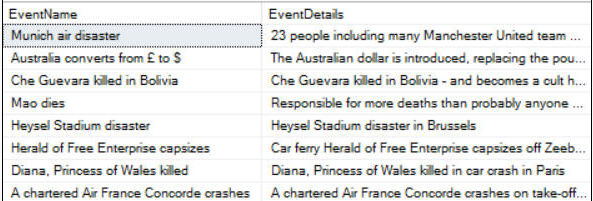 EventName EventDetails
Munich air disaster 23 people including many Manchester United team ...
Australia converts from £ to $ The Australian dollar is introduced, replacing the pou...
Che Guevara killed in Bolivia Che Guevara killed in Bolivia - and becomes a cult h...
Mao dies Responsible for more deaths than probably anyone ...
Heysel Stadium disaster Heysel Stadium disaster in Brussels
Herald of Free Enterprise capsizes Car ferry Herald of Free Enterprise capsizes off Zeeb...
Diana, Princess of Wales killed Diana, Princess of Wales killed in car crash in Paris
A chartered Air France Concorde crashes A chartered Air France Concorde crashes on take-off...